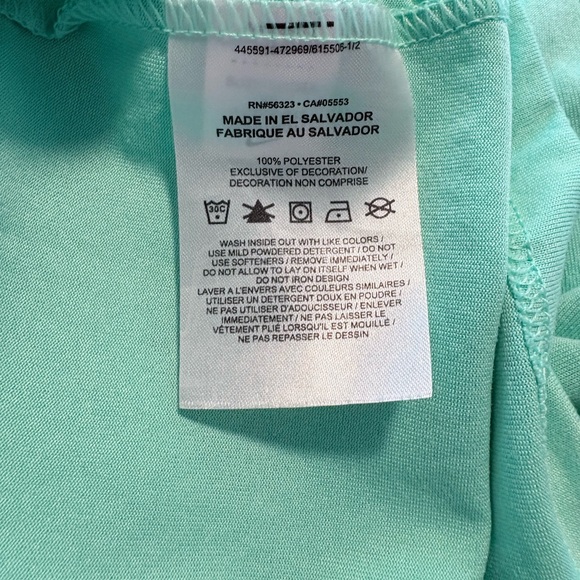 445591-472969/615506-1/2
RN#56323 • CA#05553
MADE IN EL SALVADOR
FABRIQUE AU SALVADOR
100% POLYESTER
EXCLUSIVE OF DECORATION/
DECORATION NON COMPRISE
30C
WASH INSIDE OUT WITH LIKE COLORS /
USE MILD POWDERED DETERGENT / DO NOT
USE SOFTENERS / REMOVE IMMEDIATELY /
DO NOT ALLOW TO LAY ON ITSELF WHEN WET /
DO NOT IRON DESIGN
LAVER A L'ENVERS AVEC COULEURS SIMILAIRES /
UTILISER UN DETERGENT DOUX EN POUDRE /
NE PAS UTILISER D'ADOUCISSANT / ENLEVER
IMMEDIATEMENT / NE PAS LAISSER LE
VÊTEMENT PLIÉ LORSQU'IL EST MOUILLÉ /
NE PAS REPASSER LE DESSIN